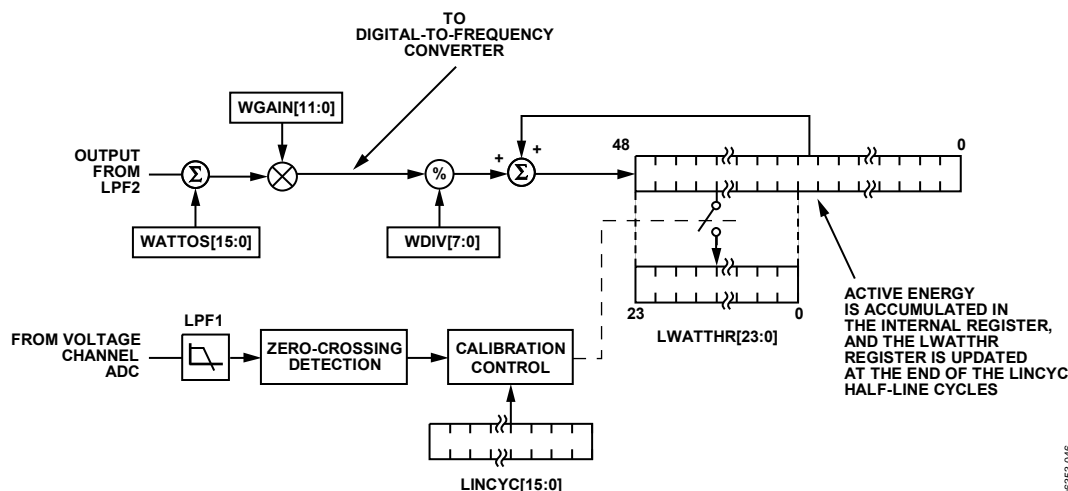 TO
DIGITAL-TO-FREQUENCY
CONVERTER
WGAIN[11:0]
OUTPUT
FROM
LPF2
Σ
%
+
+
Σ
48
0
WATTOS[15:0]
WDIV[7:0]
23
0
LWATTHR[23:0]
ACTIVE ENERGY
IS ACCUMULATED IN
THE INTERNAL REGISTER,
AND THE LWATTHR
REGISTER IS UPDATED
AT THE END OF THE LINCYC
HALF-LINE CYCLES
FROM VOLTAGE
CHANNEL
ADC
LPF1
ZERO-CROSSING
DETECTION
CALIBRATION
CONTROL
LINCYC[15:0]